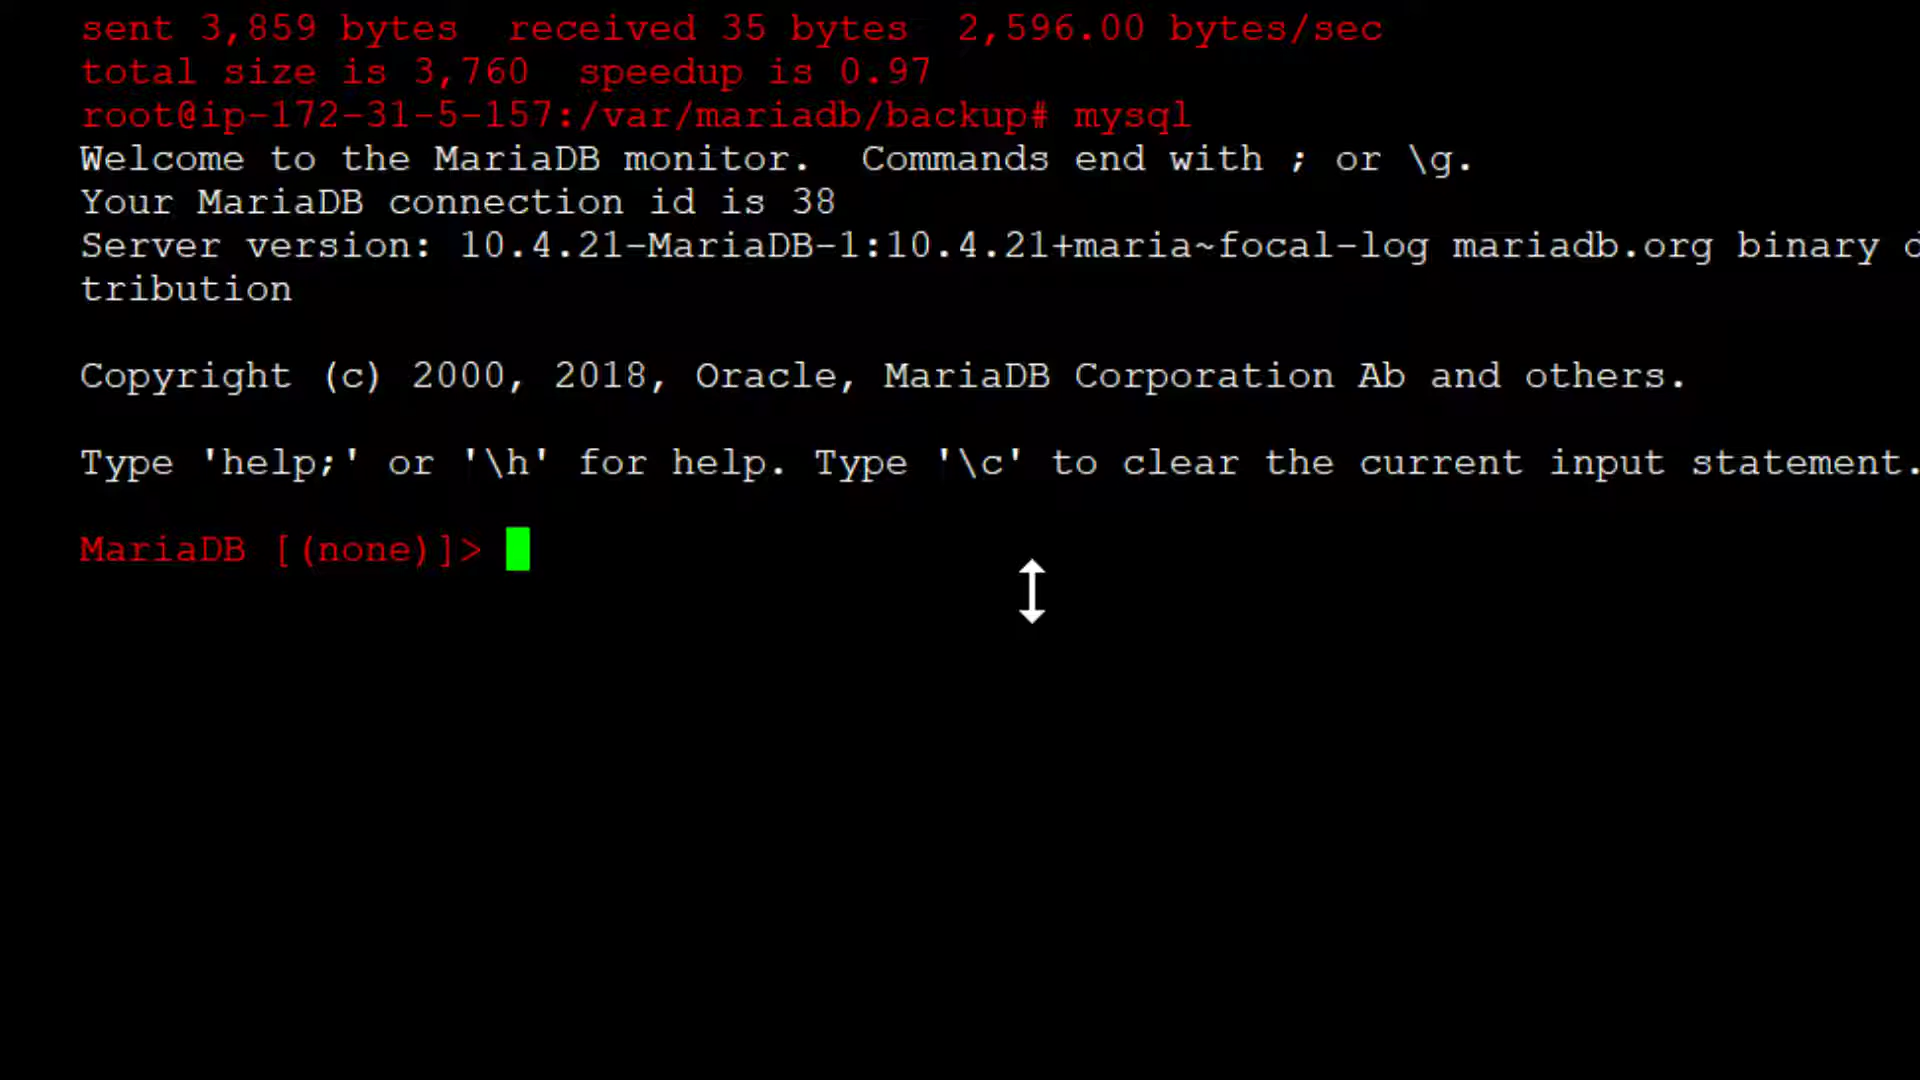 sent 3,859 bytes  received 35 bytes  2,596.00 bytes/sec
total size is 3,760  speedup is 0.97
root@ip-172-31-5-157:/var/mariadb/backup# mysql
Welcome to the MariaDB monitor.  Commands end with ; or \g.
Your MariaDB connection id is 38
Server version: 10.4.21-MariaDB-1:10.4.21+maria~focal-log mariadb.org binary
tribution
Copyright (c) 2000, 2018, Oracle, MariaDB Corporation Ab and others.
Type 'help;' or '\h' for help. Type '\c' to clear the current input statement.
MariaDB [(none)]>